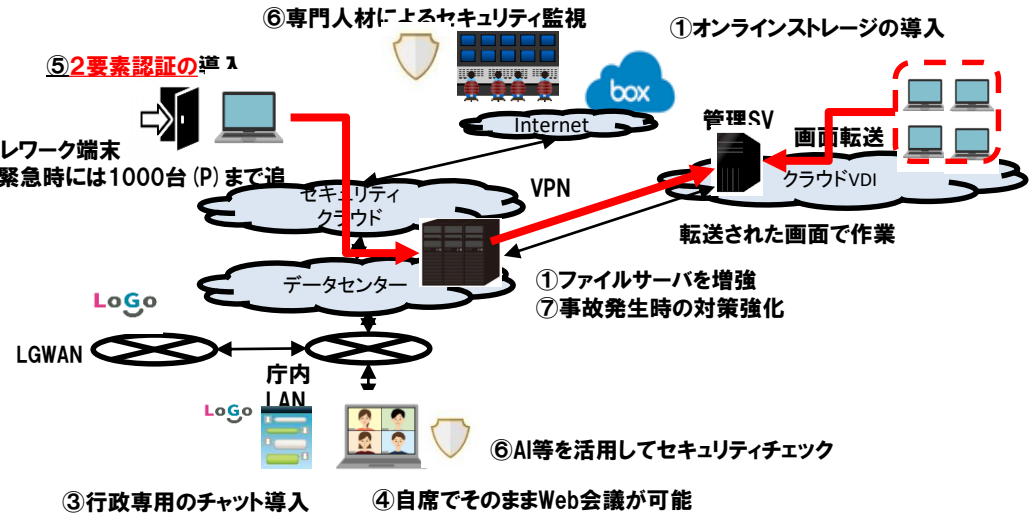 ⑥専門人材によるセキュリティ監視
①オンラインストレージの導入
⑤2要素認証の導入
box
Internet
管理SV
画面転送
レワーク端末
緊急時には1000台(P)まで追
セキュリティ
クラウド
VPN
クラウドVDI
転送された画面で作業
データセンター
①ファイルサーバを増強
⑦事故発生時の対策強化
LoGo
LGWAN
庁内
LAN
LoGo
⑥AI等を活用してセキュリティチェック
③行政専用のチャット導入
④自席でそのままWeb会議が可能